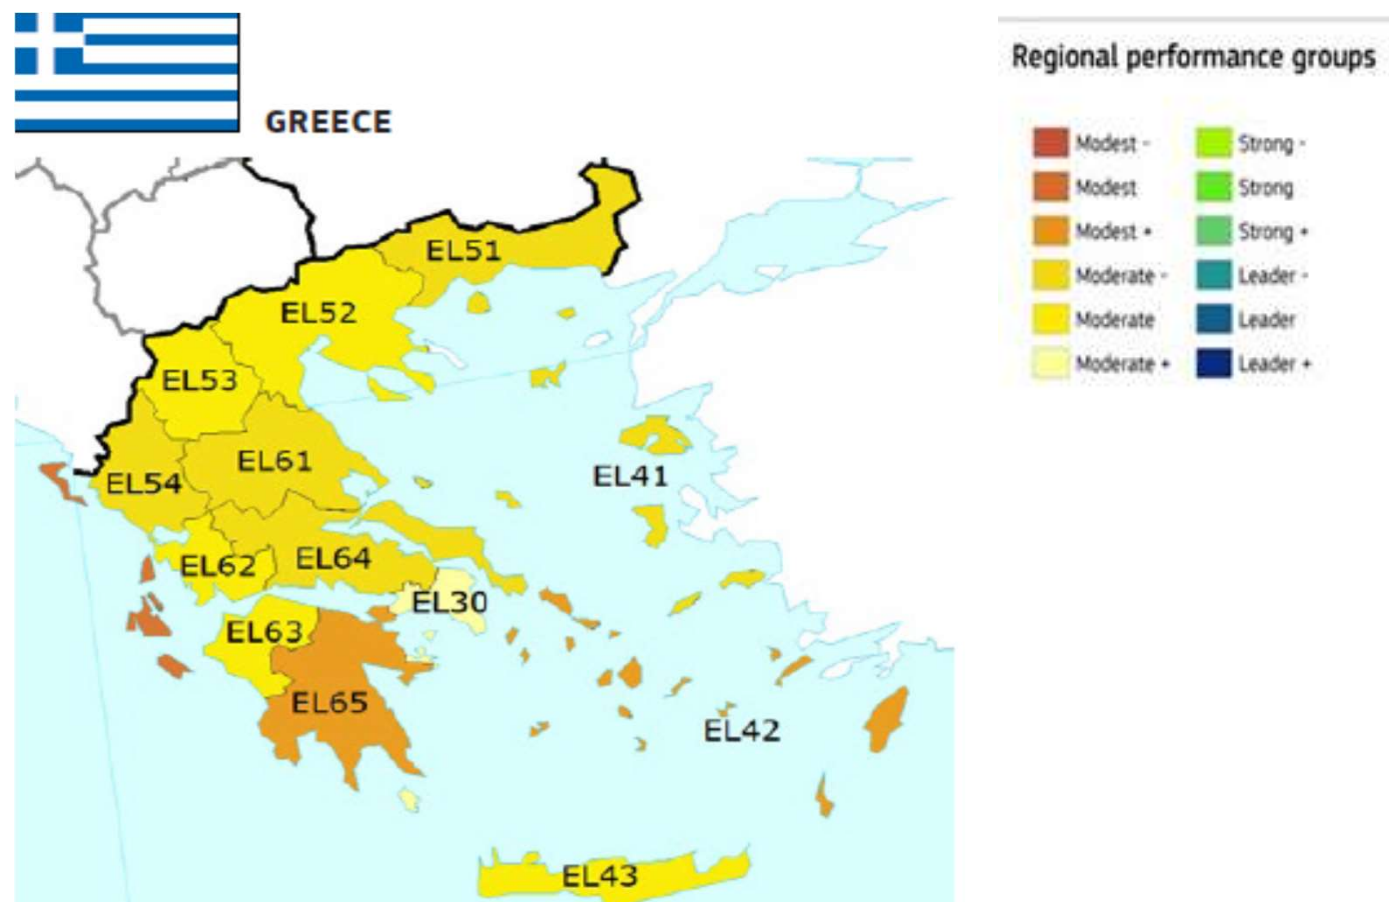 GREECE
Regional performance groups
Modest -
Strong -
Modest
Strong
Modest +
Strong +
Moderate -
Leader -
Moderate
Leader
Moderate +
Leader +
EL51
EL52
EL53
EL61
EL41
EL54
EL64
EL62
EL30
EL63
EL65
EL42
EL43